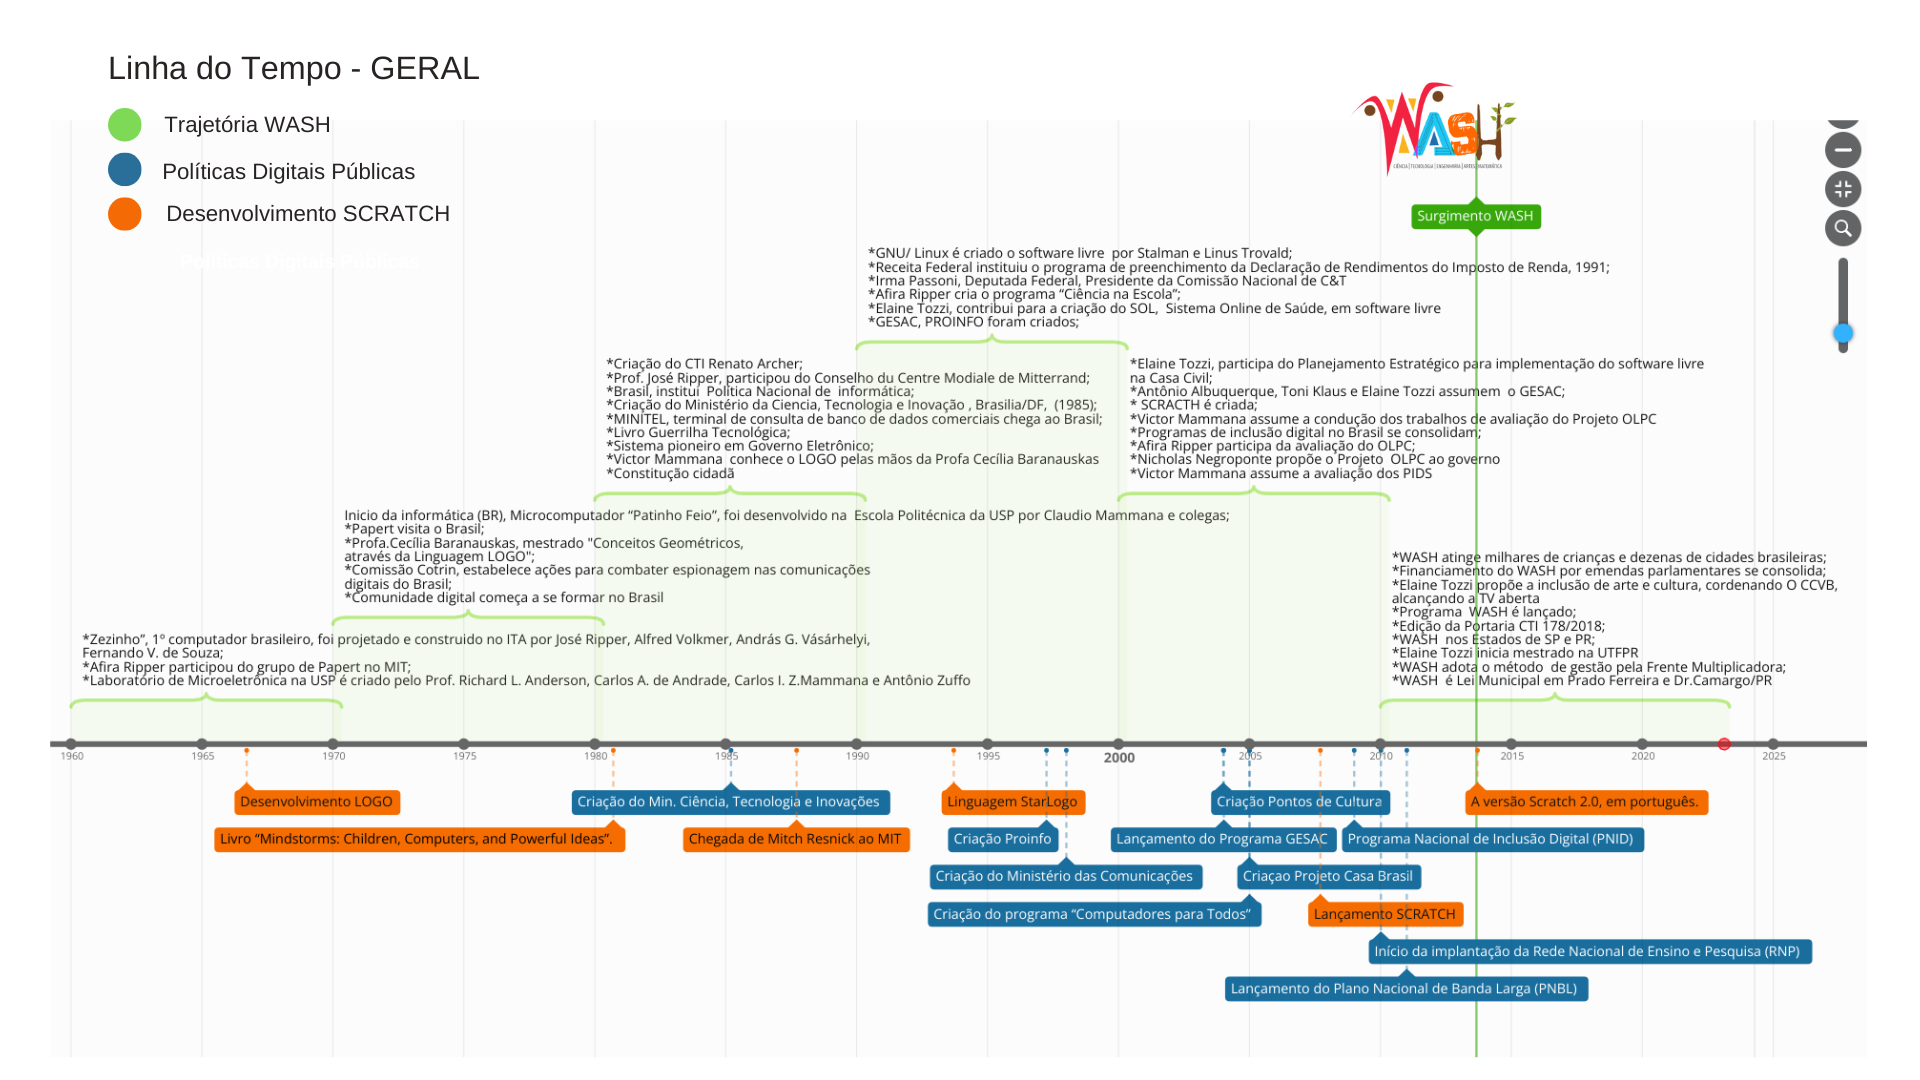 Linha do Tempo - GERAL
Trajetória WASH
Políticas Digitais Públicas
Desenvolvimento SCRATCH
Políticas Digitais Públicas
WASH
Surgimento WASH
*GNU/ Linux é criado o software livre por Stalman e Linus Trovald;
*Receita Federal instituiu o programa de preenchimento da Declaração de Rendimentos do Imposto de Renda, 1991;
*Irma Passoni, Deputada Federal, Presidente da Comissão Nacional de C&T
*Afira Ripper cria o programa “Ciência na Escola”;
*Elaine Tozzi, contribui para a criação do SOL, Sistema Online de Saúde, em software livre
*GESAC, PROINFO foram criados;
*Criação do CTI Renato Archer;
*Prof. José Ripper, participou do Conselho du Centre Modiale de Mitterrand;
*Brasil, institui Política Nacional de informática;
*Criação do Ministério da Ciencia, Tecnologia e Inovação , Brasilia/DF, (1985);
*MINITEL, terminal de consulta de banco de dados comerciais chega ao Brasil;
*Livro Guerrilha Tecnológica;
*Sistema pioneiro em Governo Eletrônico;
*Victor Mammana conhece o LOGO pelas mãos da Profa Cecília Baranauskas
*Constituição cidadã
*Elaine Tozzi, participa do Planejamento Estratégico para implementação do software livre
na Casa Civil;
*Antônio Albuquerque, Toni Klaus e Elaine Tozzi assumem o GESAC;
* SCRACTH é criada;
*Victor Mammana assume a condução dos trabalhos de avaliação do Projeto OLPC
*Programas de inclusão digital no Brasil se consolidam;
*Afira Ripper participa da avaliação do OLPC;
*Nicholas Negroponte propõe o Projeto OLPC ao governo
*Victor Mammana assume a avaliação dos PIDS
Inicio da informática (BR), Microcomputador “Patinho Feio”, foi desenvolvido na Escola Politécnica da USP por Claudio Mammana e colegas;
*Papert visita o Brasil;
*Profa.Cecília Baranauskas, mestrado "Conceitos Geométricos,
através da Linguagem LOGO";
*Comissão Cotrin, estabelece ações para combater espionagem nas comunicações
digitais do Brasil;
*Comunidade digital começa a se formar no Brasil
*WASH atinge milhares de crianças e dezenas de cidades brasileiras;
*Financiamento do WASH por emendas parlamentares se consolida;
*Elaine Tozzi propõe a inclusão de arte e cultura, cordenando O CCVB,
alcançando a TV aberta
*Programa WASH é lançado;
*Edição da Portaria CTI 178/2018;
*WASH nos Estados de SP e PR;
*Elaine Tozzi inicia mestrado na UTFPR
*WASH adota o método de gestão pela Frente Multiplicadora;
*WASH é Lei Municipal em Prado Ferreira e Dr.Camargo/PR
*Zezinho”, 1º computador brasileiro, foi projetado e construido no ITA por José Ripper, Alfred Volkmer, András G. Vásárhelyi,
Fernando V. de Souza;
*Afira Ripper participou do grupo de Papert no MIT;
*Laboratório de Microeletrônica na USP é criado pelo Prof. Richard L. Anderson, Carlos A. de Andrade, Carlos I. Z.Mammana e Antônio Zuffo
1960 1965 1970 1975 1980 1985 1990 1995 2000 2005 2010 2015 2020 2025
Desenvolvimento LOGO
Criação do Min. Ciência, Tecnologia e Inovações
Linguagem StarLogo
Criação Pontos de Cultura
A versão Scratch 2.0, em português.
Livro “Mindstorms: Children, Computers, and Powerful Ideas”.
Chegada de Mitch Resnick ao MIT
Criação Proinfo
Lançamento do Programa GESAC
Programa Nacional de Inclusão Digital (PNID)
Criação do Ministério das Comunicações
Criaçao Projeto Casa Brasil
Criação do programa “Computadores para Todos”
Lançamento SCRATCH
Início da implantação da Rede Nacional de Ensino e Pesquisa (RNP)
Lançamento do Plano Nacional de Banda Larga (PNBL)